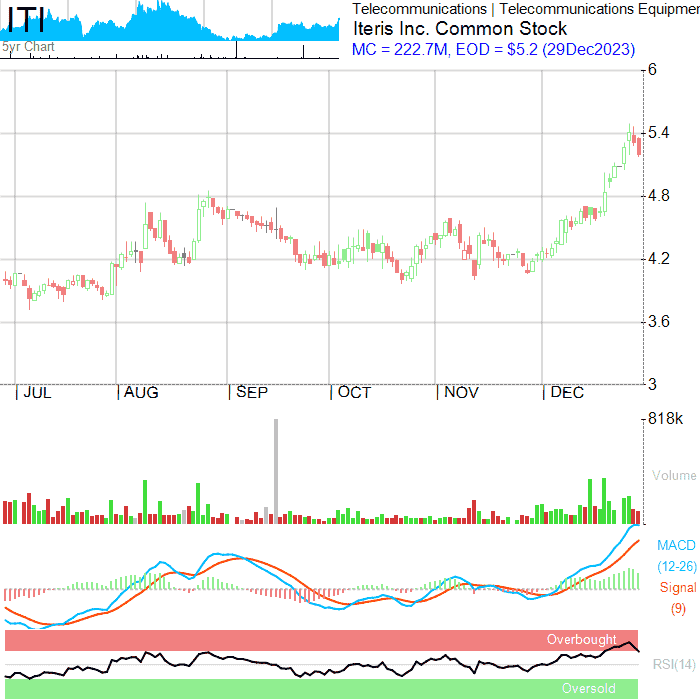 ITI
5yr Chart
Telecommunications | Telecommunications Equipmen
Iteris Inc. Common Stock
MC = 222.7M, EOD = $5.2 (29Dec2023)
6
5.4
4.8
4.2
3.6
3
| JUL | AUG | SEP | OCT | NOV | DEC
818k
Volume
MACD
(12-26)
Signal
(9)
Overbought
RSI(14)
Oversold